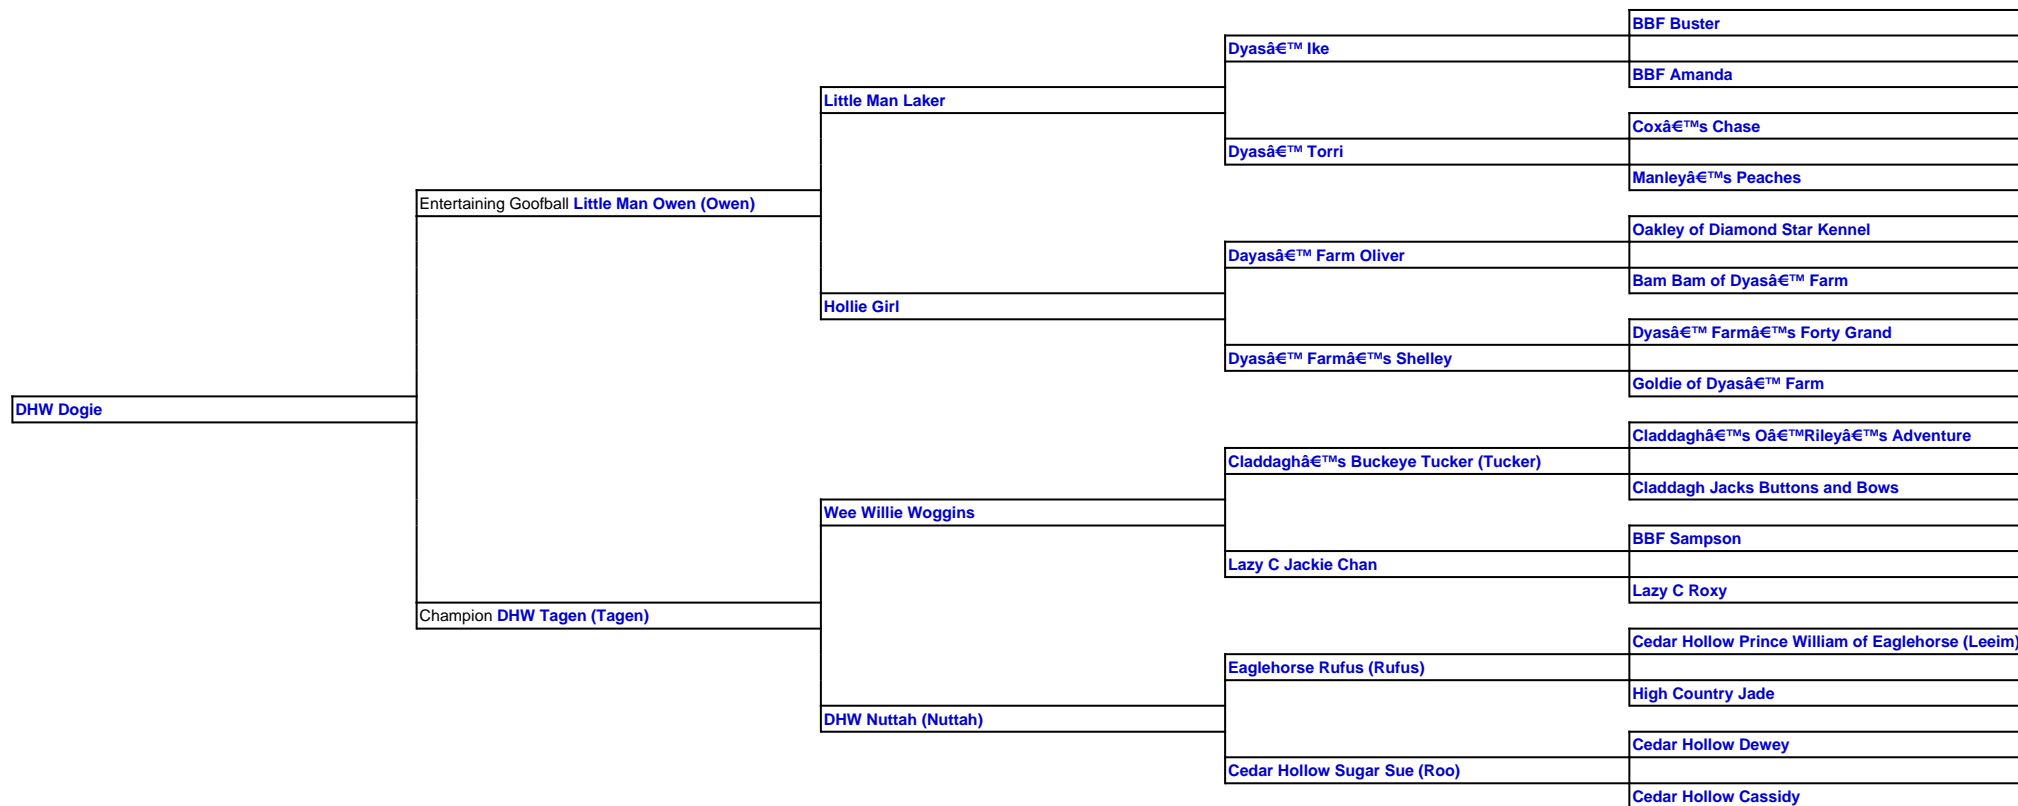 BBF Buster
Dyasâ€™ Ike
BBF Amanda
Little Man Laker
Coxâ€™s Chase
Dyasâ€™ Torri
Manleyâ€™s Peaches
Entertaining Goofball Little Man Owen (Owen)
Oakley of Diamond Star Kennel
Dayasâ€™ Farm Oliver
Bam Bam of Dyasâ€™ Farm
Hollie Girl
Dyasâ€™ Farmâ€™s Forty Grand
Dyasâ€™ Farmâ€™s Shelley
Goldie of Dyasâ€™ Farm
DHW Dogie
Claddaghâ€™s Oâ€™Rileyâ€™s Adventure
Claddaghâ€™s Buckeye Tucker (Tucker)
Claddagh Jacks Buttons and Bows
Wee Willie Woggins
BBF Sampson
Lazy C Jackie Chan
Lazy C Roxy
Champion DHW Tagen (Tagen)
Cedar Hollow Prince William of Eaglehorse (Leeim)
Eaglehorse Rufus (Rufus)
High Country Jade
DHW Nuttah (Nuttah)
Cedar Hollow Dewey
Cedar Hollow Sugar Sue (Roo)
Cedar Hollow Cassidy